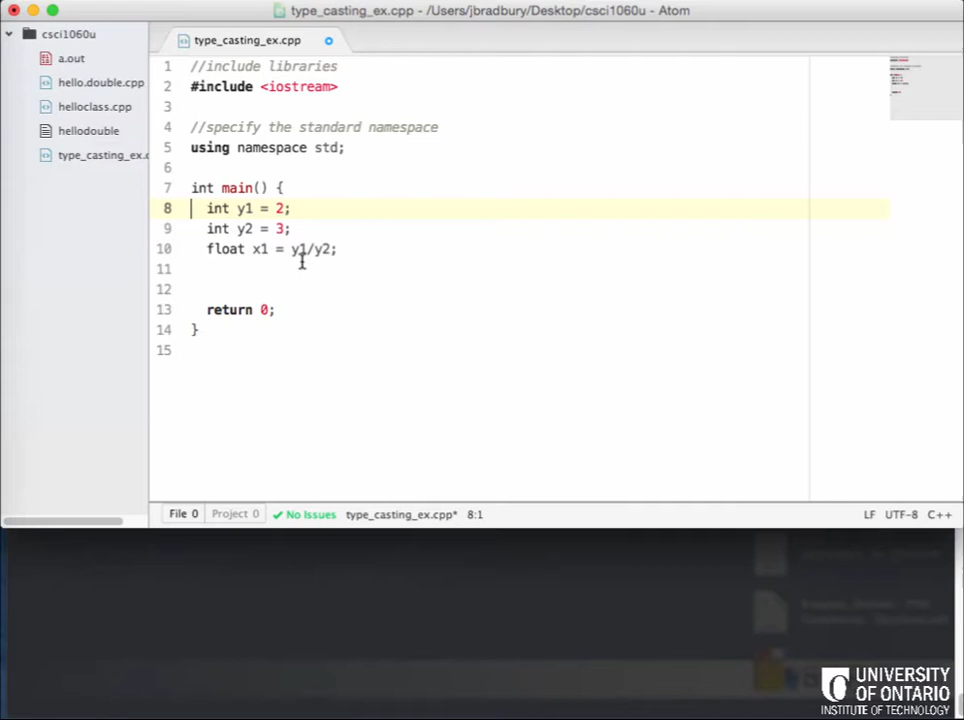 type_casting_ex.cpp - /Users/jbradbury/Desktop/csci1060u - Atom
csci1060u
a.out
hello.double.cpp
helloclass.cpp
hellodouble
type_casting_ex.c
type_casting_ex.cpp
1 //include libraries
2 #include <iostream>
3
4 //specify the standard namespace
5 using namespace std;
6
7 int main() {
8 int y1 = 2;
9 int y2 = 3;
10 float x1 = y1/y2;
11
12
13 return 0;
14 }
15
File 0 Project 0 No Issues type_casting_ex.cpp* 8:1 LF UTF-8 C++
UNIVERSITY
OF ONTARIO
INSTITUTE OF TECHNOLOGY